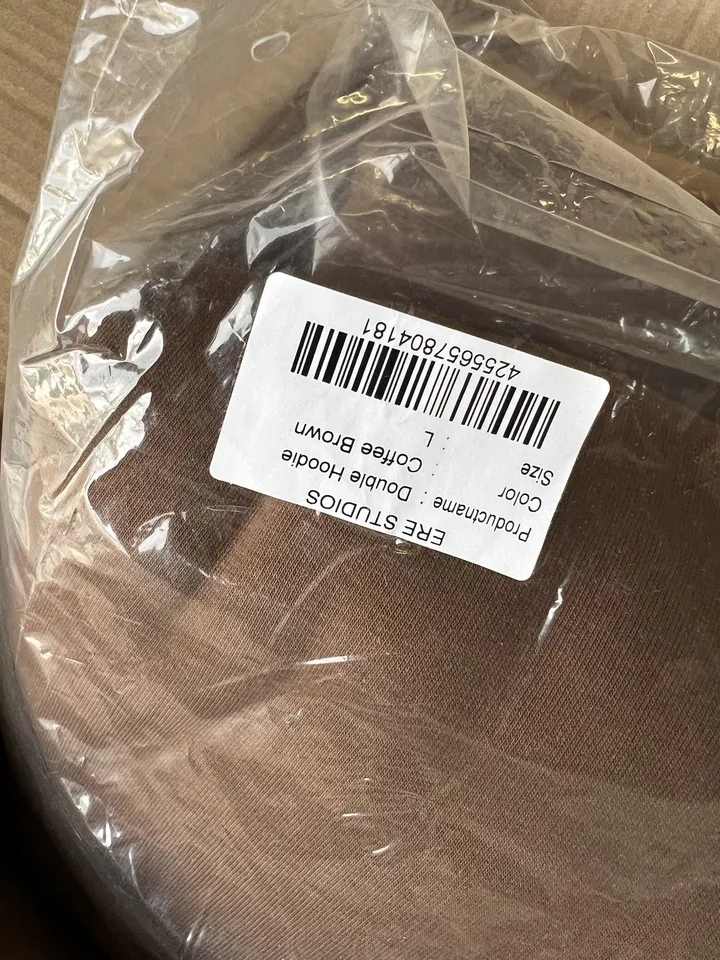 ERE STUDIOS
Productname : Double Hoodie
Color : Coffee Brown
Size : L
4255657804181